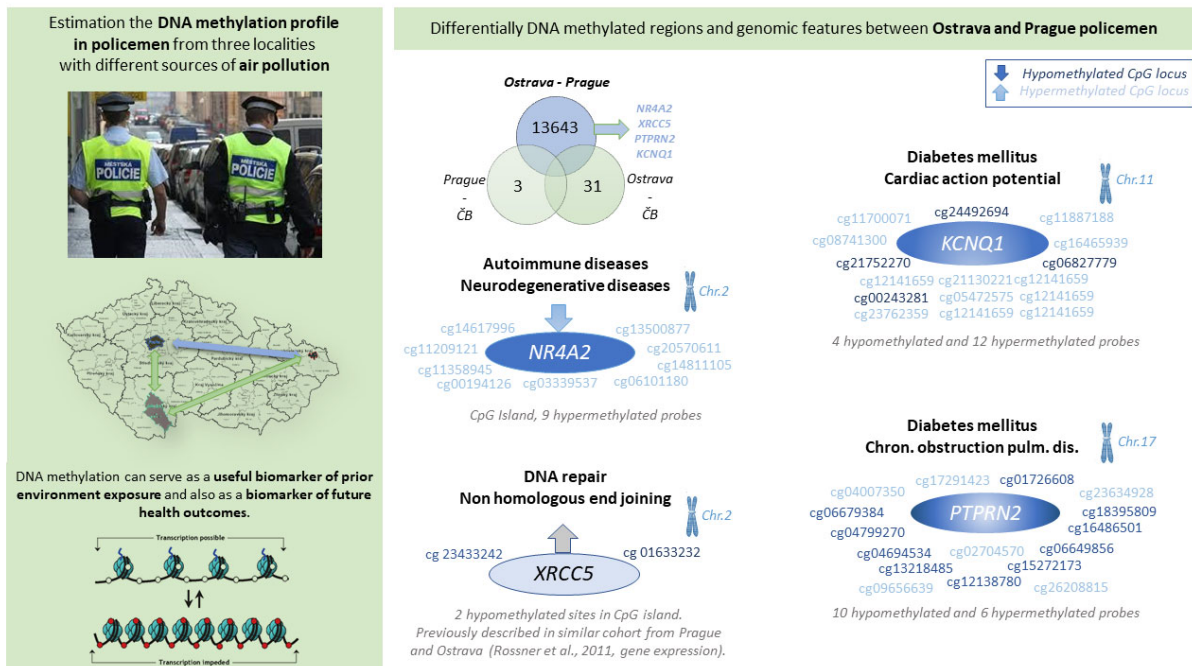 Estimation the DNA methylation profile
in policemen from three localities
with different sources of air pollution
MĚSTSKÁ
POLICIE
MĚSTSKÁ
POLICIE
DNA methylation can serve as a useful biomarker of prior
environment exposure and also as a biomarker of future
health outcomes.
Transcription possible
Transcription impeded
Differentially DNA methylated regions and genomic features between Ostrava and Prague policemen
Hypomethylated CpG locus
Hypermethylated CpG locus
Ostrava - Prague
13643
NR4A2
XRCC5
PTPRN2
KCNQ1
Prague
-
ČB
3
31
Ostrava
-
ČB
Autoimmune diseases
Neurodegenerative diseases
Chr.2
cg14617996
cg13500877
cg11209121
NR4A2
cg20570611
cg11358945
cg14811105
cg00194126
cg03339537
cg06101180
CpG Island, 9 hypermethylated probes
DNA repair
Non homologous end joining
Chr.2
cg 23433242
cg 01633232
XRCC5
2 hypomethylated sites in CpG island.
Previously described in similar cohort from Prague
and Ostrava (Rossner et al., 2011, gene expression).
Diabetes mellitus
Cardiac action potential
Chr.11
cg11700071
cg24492694
cg11887188
cg08741300
KCNQ1
cg16465939
cg21752270
cg06827779
cg12141659
cg21130221
cg12141659
cg00243281
cg05472575
cg12141659
cg23762359
cg12141659
cg12141659
4 hypomethylated and 12 hypermethylated probes
Diabetes mellitus
Chron. obstruction pulm. dis.
Chr.17
cg17291423
cg01726608
cg04007350
cg23634928
cg06679384
PTPRN2
cg18395809
cg04799270
cg16486501
cg04694534
cg02704570
cg06649856
cg13218485
cg15272173
cg09656639
cg12138780
cg26208815
10 hypomethylated and 6 hypermethylated probes